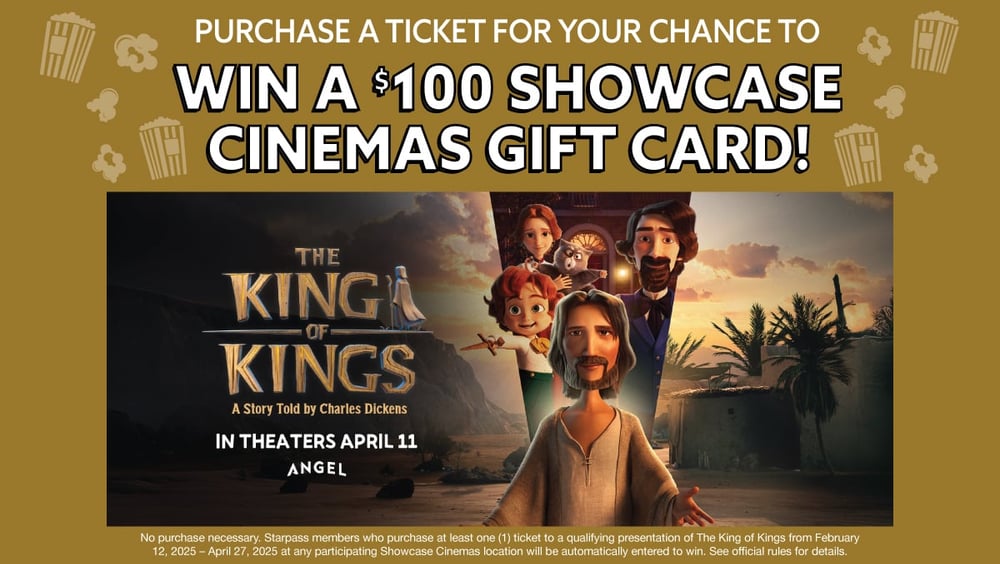 PURCHASE A TICKET FOR YOUR CHANCE TO
WIN A $100 SHOWCASE
CINEMAS GIFT CARD!
THE
KING
OF
KINGS
A Story Told by Charles Dickens
IN THEATERS APRIL 11
ANGEL
No purchase necessary. Starpass members who purchase at least one (1) ticket to a qualifying presentation of The King of Kings from February
12, 2025 – April 27, 2025 at any participating Showcase Cinemas location will be automatically entered to win. See official rules for details.